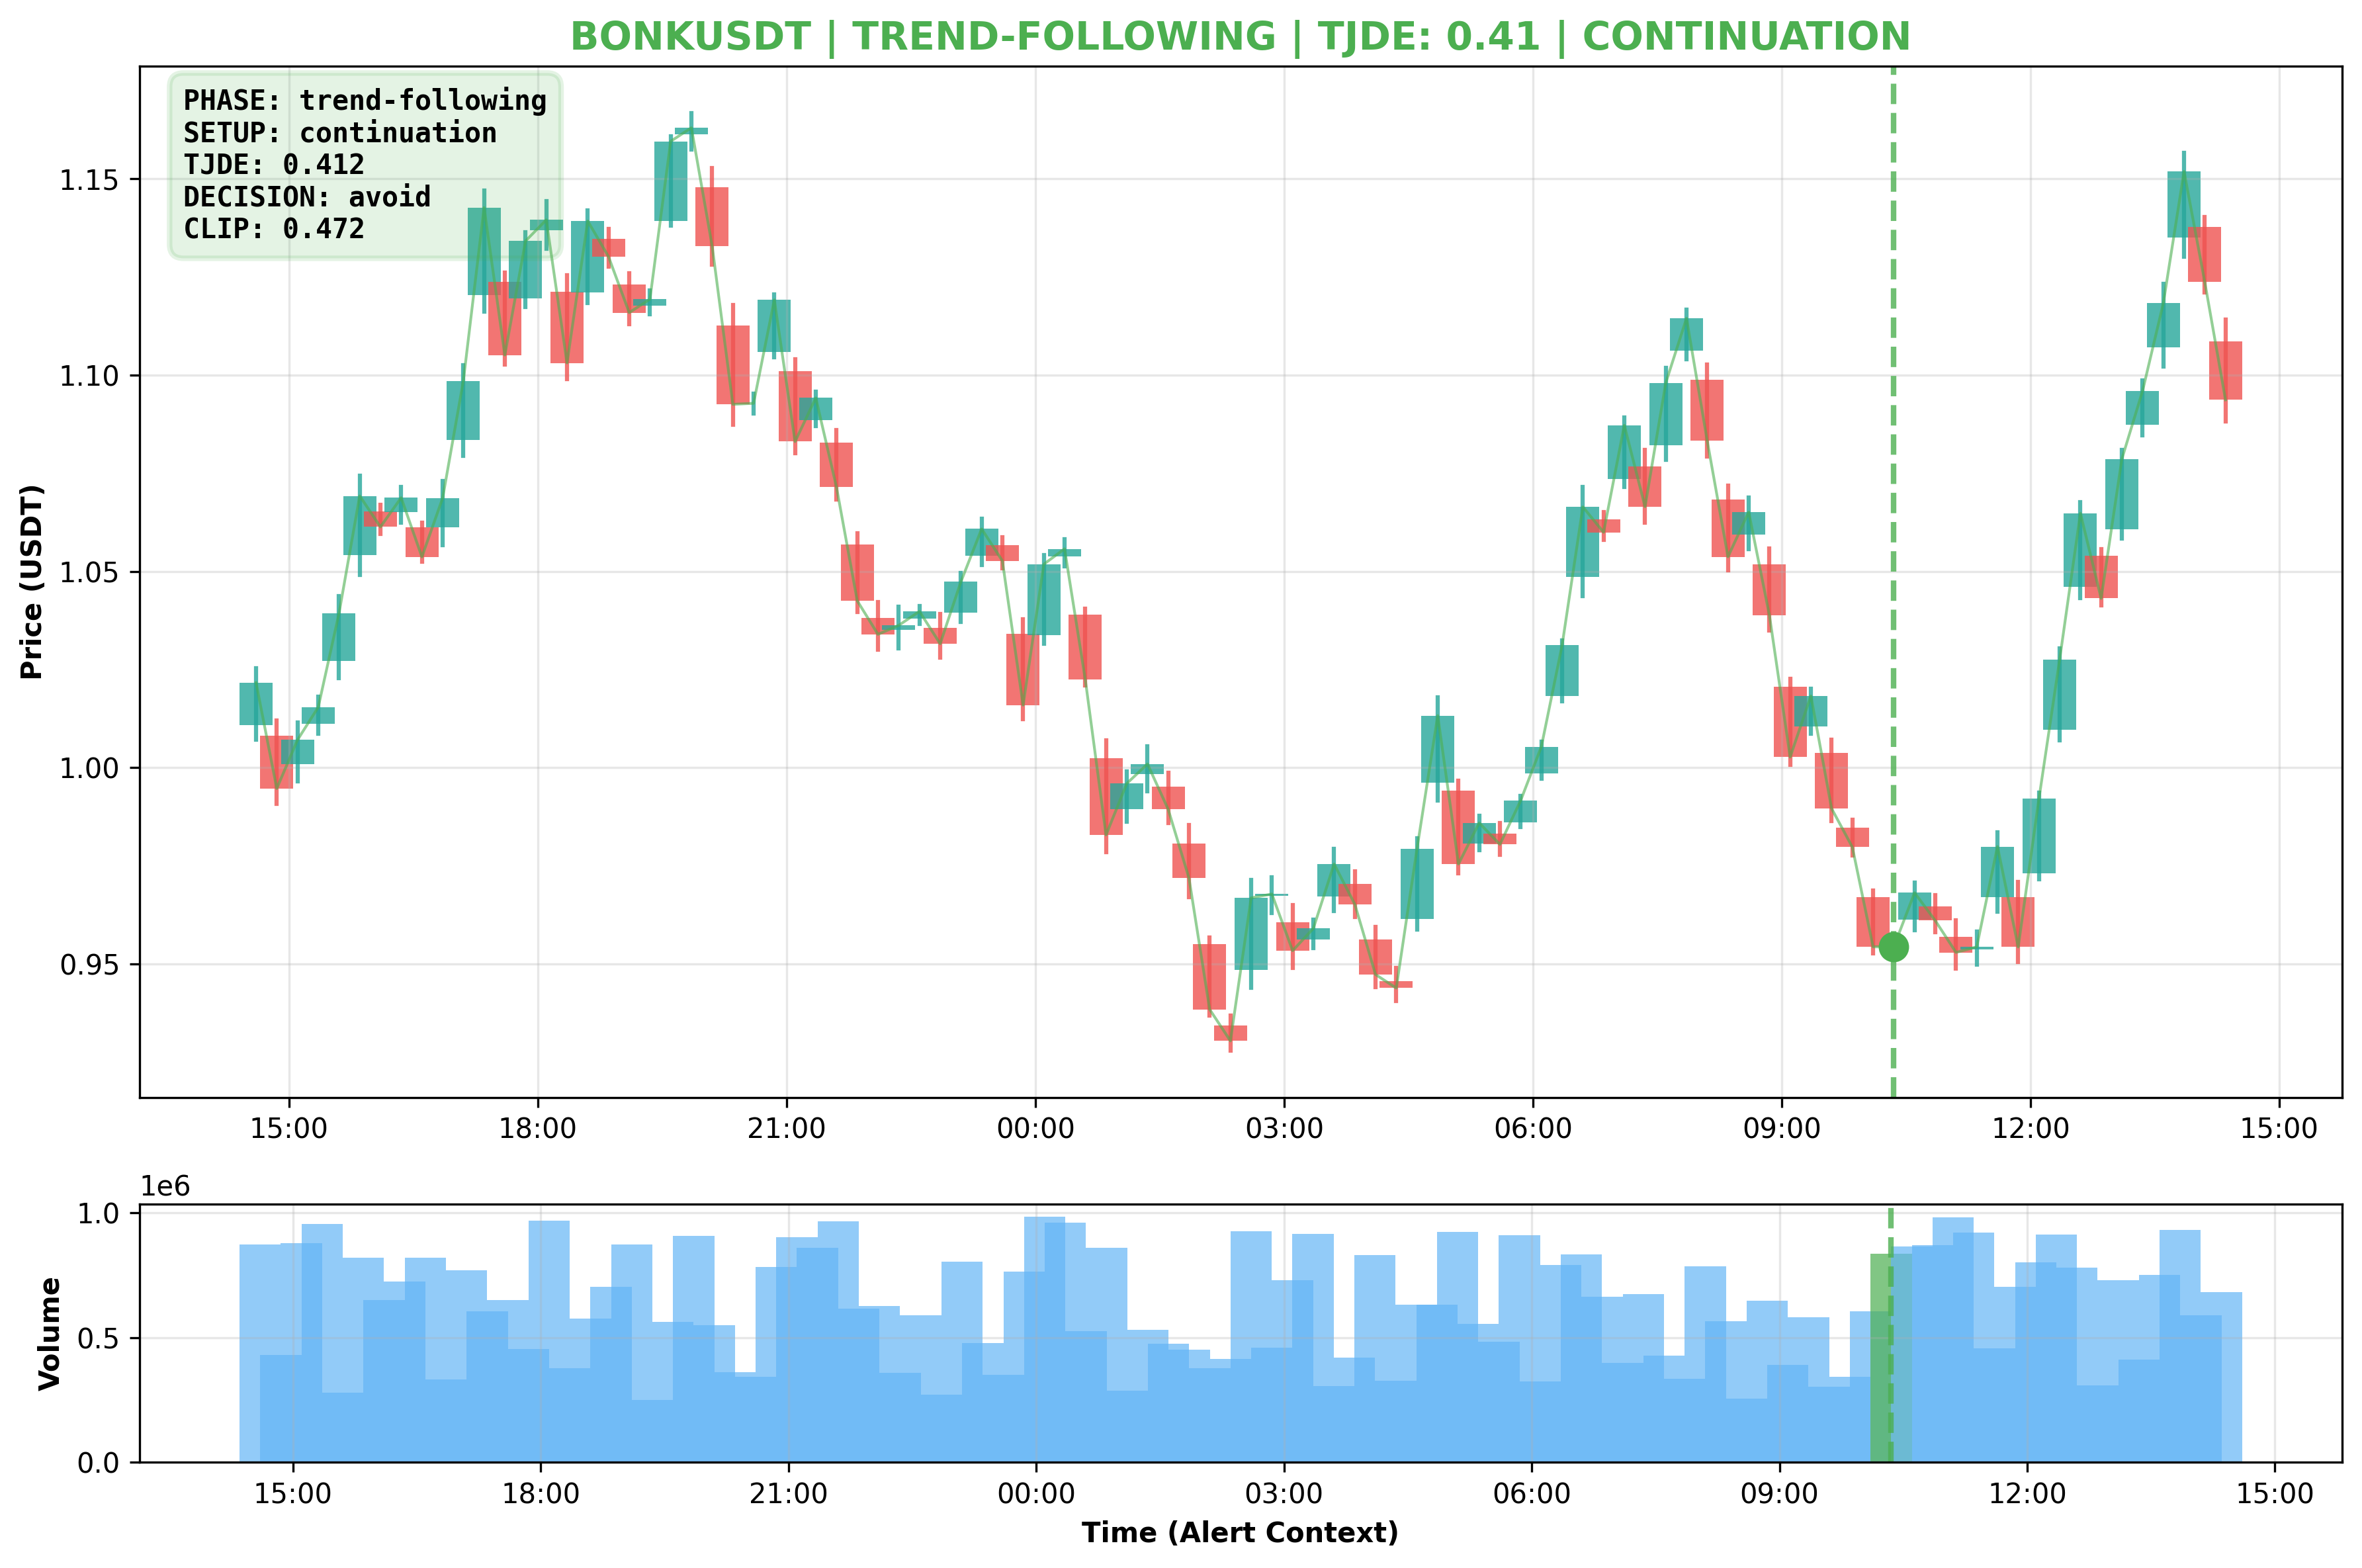 BONKUSDT | TREND-FOLLOWING | TJDE: 0.41 | CONTINUATION
PHASE: trend-following
SETUP: continuation
TJDE: 0.412
DECISION: avoid
CLIP: 0.472
Price (USDT)
1.15
1.10
1.05
1.00
0.95
15:00 18:00 21:00 00:00 03:00 06:00 09:00 12:00 15:00
1e6
Volume
1.0
0.5
0.0
15:00 18:00 21:00 00:00 03:00 06:00 09:00 12:00 15:00
Time (Alert Context)